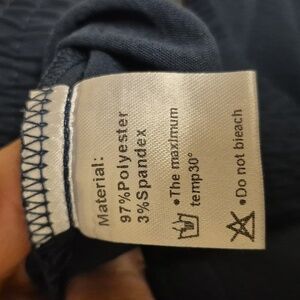 Material:
97%Polyester
3%Spandex
•The maximum
temp30°
•Do not bleach